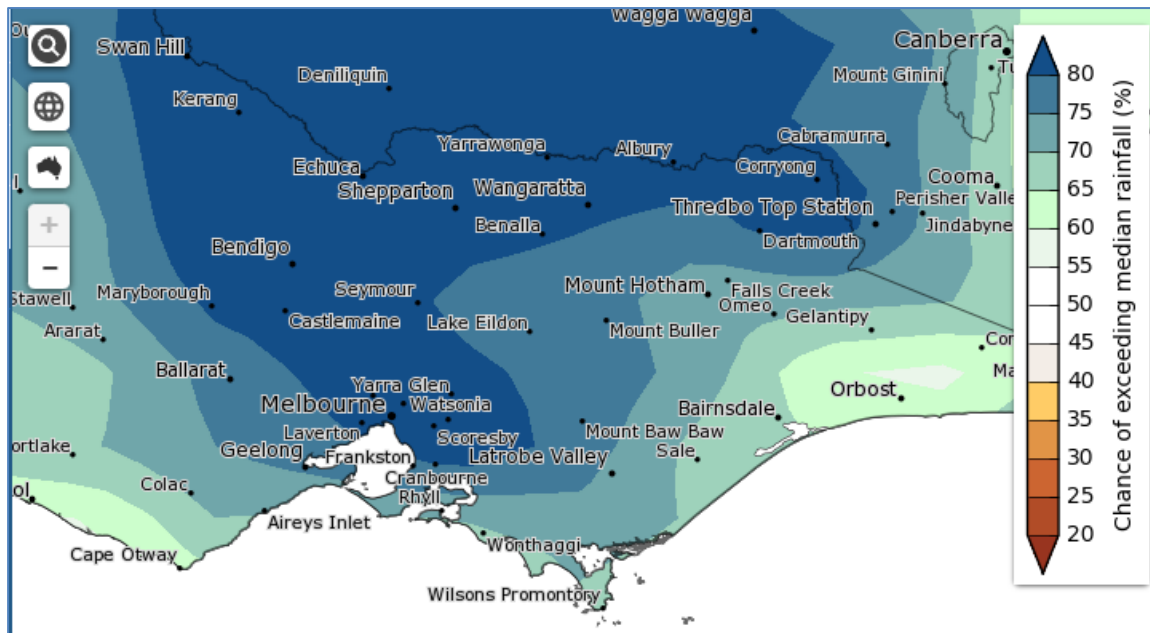 Wagga Wagga
Swan Hill
Canberra
Deniliquin
Mount Ginini
Kerang
Yarrawonga
Albury
Cabramurra
Echuca
Corryong
Shepparton
Wangaratta
Cooma
Thredbo Top Station
Perisher Valle
Benalla
Jindabyne
Bendigo
Dartmouth
Stawell
Maryborough
Seymour
Mount Hotham
Falls Creek
Omeo
Castlemaine
Lake Eildon
Gelantipy
Ararat
Mount Buller
Ballarat
Yarra Glen
Orbost
Melbourne
Watsonia
Bairnsdale
Laverton
Scoresby
Mount Baw Baw
Geelong
ortlake
Frankston
Latrobe Valley
Sale
Cranbourne
Colac
Rhyll
Aireys Inlet
Wonthaggi
Cape Otway
Wilsons Promontory
80
75
70
65
60
55
50
45
40
35
30
25
20
Chance of exceeding median rainfall (%)